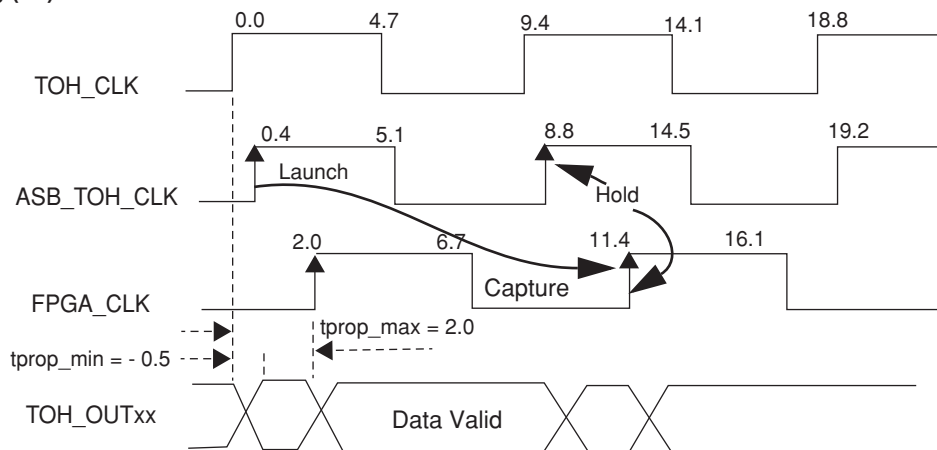 0.0 4.7 9.4 14.1 18.8
TOH_CLK
0.4 5.1 8.8 14.5 19.2
Launch
ASB_TOH_CLK
Hold
2.0 6.7 11.4 16.1
Capture
FPGA_CLK
tprop_max = 2.0
tprop_min = - 0.5
TOH_OUTxx
Data Valid